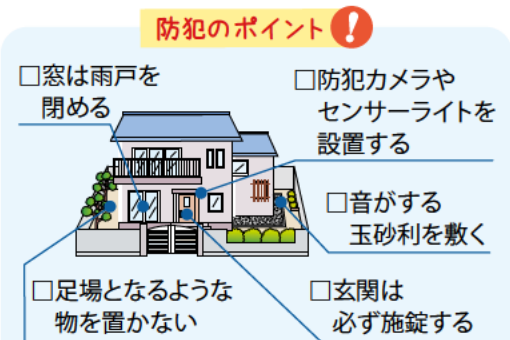 防犯のポイント!
□窓は雨戸を
閉める
□防犯カメラや
センサーライトを
設置する
□音がする
玉砂利を敷く
□足場となるような
物を置かない
□玄関は
必ず施錠する